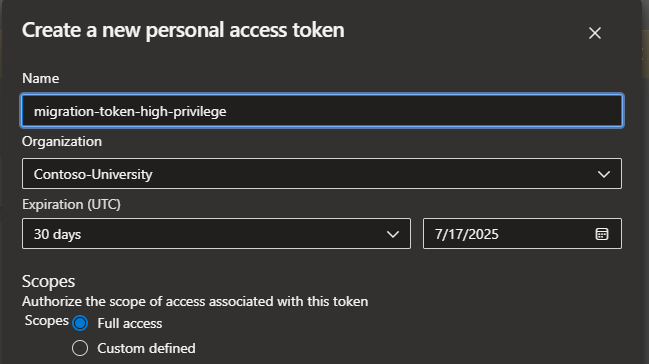 Create a new personal access token
Name
migration-token-high-privilege
Organization
Contoso-University
Expiration (UTC)
30 days
7/17/2025
Scopes
Authorize the scope of access associated with this token
Scopes Full access
Custom defined